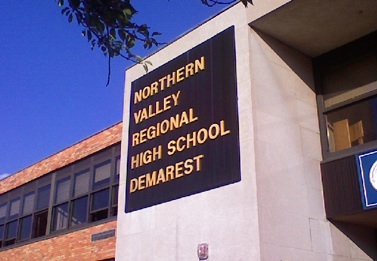 NORTHERN
VALLEY
REGIONAL
HIGH SCHOOL
DEMAREST